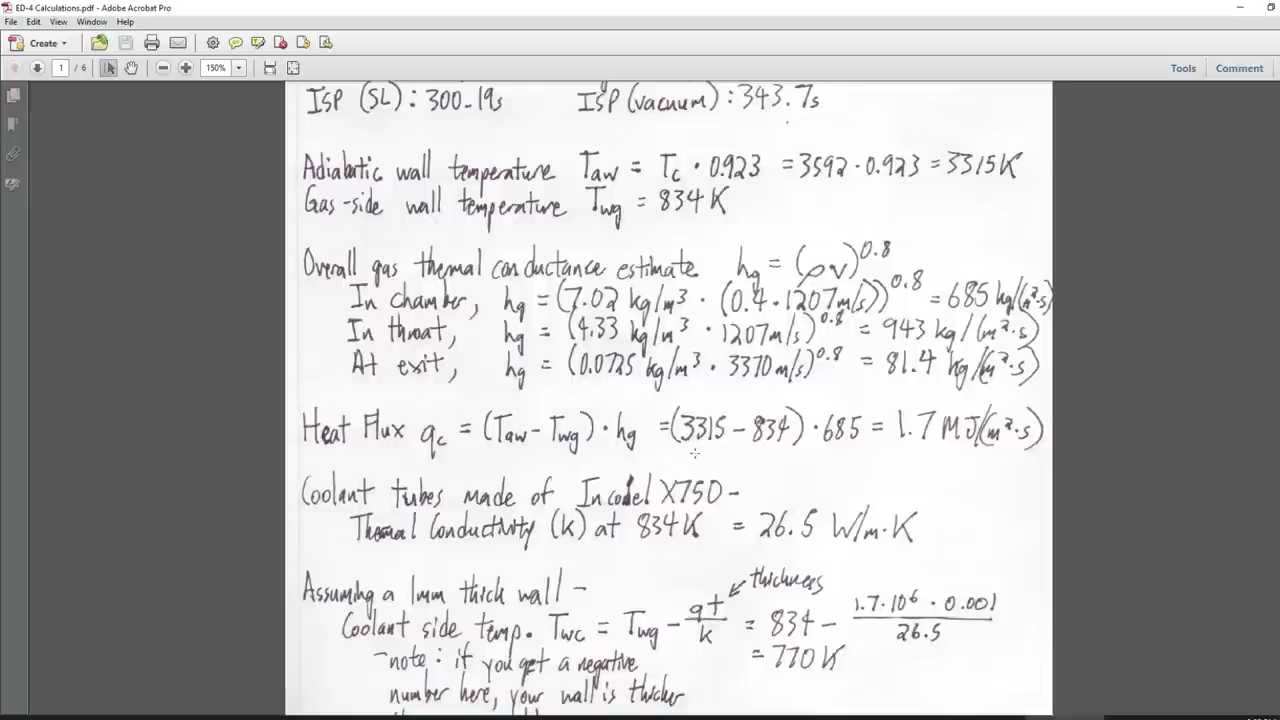 ED-4 Calculations.pdf - Adobe Acrobat Pro
File Edit View Window Help
Create
1 / 6 150% Tools Comment
ISP (SL) : 300.19s ISP (vacuum) : 343.7s
Adiabatic wall temperature Taw = Tc · 0.923 = 3592 · 0.923 = 3315K
Gas-side wall temperature Twg = 834K
Overall gas thermal conductance estimate hg = (ρv)^0.8
In chamber, hg = (7.02 kg/m³ · (0.4 · 1207m/s))^0.8 = 685 kg/(m²·s)
In throat, hg = (4.33 kg/m³ · 1207m/s)^0.8 = 943 kg/(m²·s)
At exit, hg = (0.0725 kg/m³ · 3370m/s)^0.8 = 81.4 kg/(m²·s)
Heat Flux qc = (Taw - Twg) · hg = (3315 - 834) · 685 = 1.7 MJ/(m²·s)
Coolant tubes made of Inconel X750 -
Thermal Conductivity (K) at 834K = 26.5 W/m·K
thickness
Assuming a 1mm thick wall -
Coolant side temp. Twc = Twg - qt/k = 834 - 1.7·10⁶ · 0.001 / 26.5
= 770K
- note : if you get a negative
number here, your wall is thicker